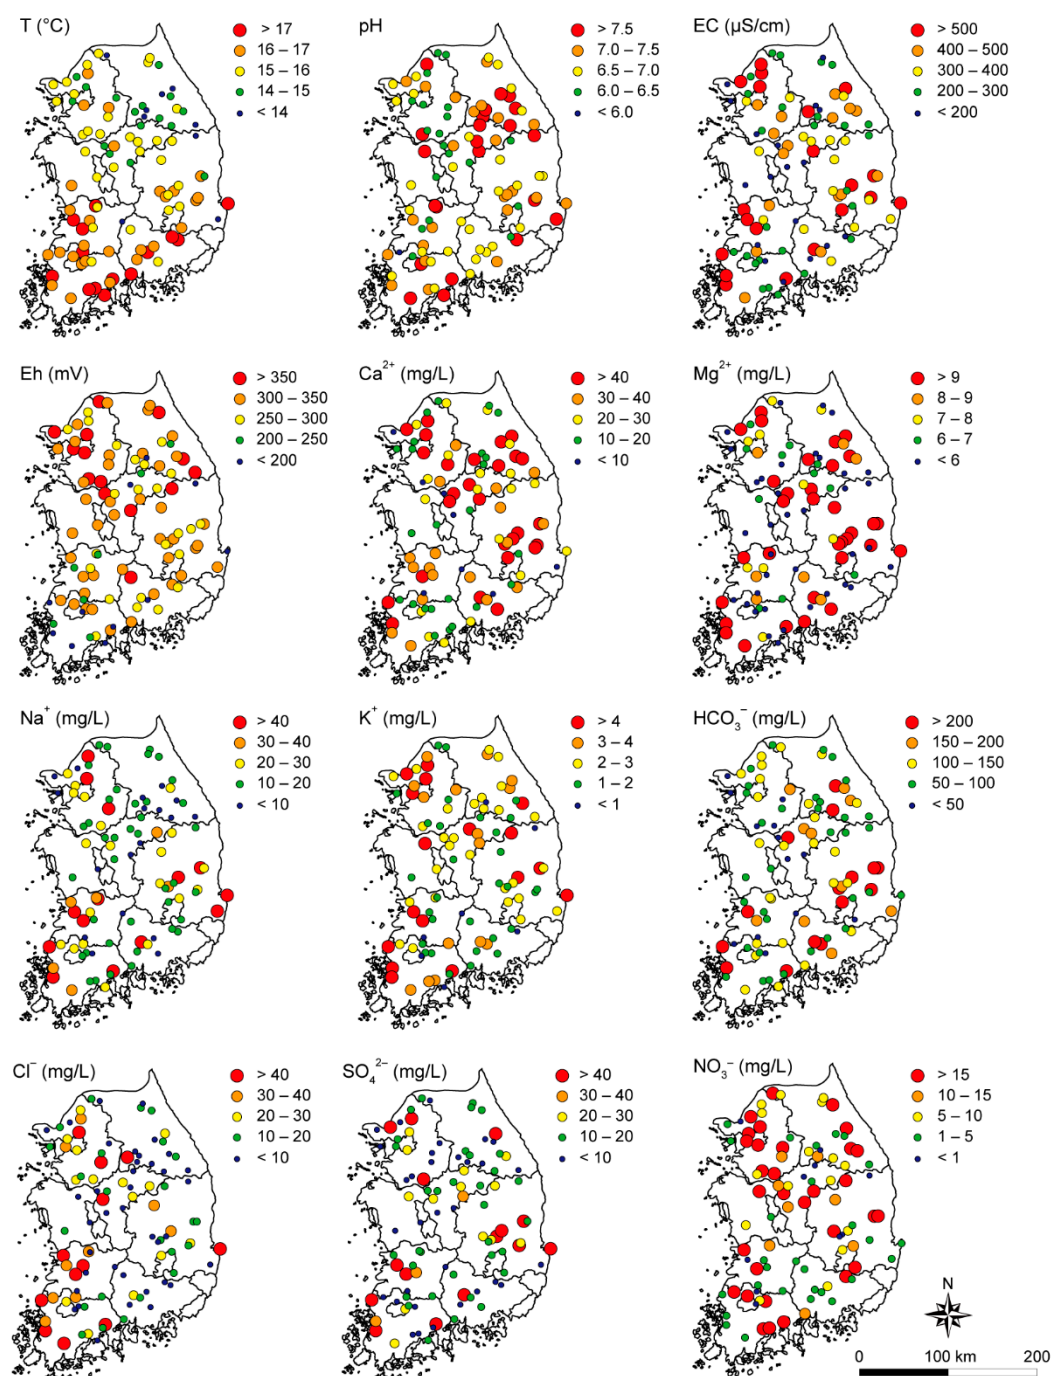 T (°C)
> 17
16 – 17
15 – 16
14 – 15
< 14
pH
> 7.5
7.0 – 7.5
6.5 – 7.0
6.0 – 6.5
< 6.0
EC (µS/cm)
> 500
400 – 500
300 – 400
200 – 300
< 200
Eh (mV)
> 350
300 – 350
250 – 300
200 – 250
< 200
Ca²⁺ (mg/L)
> 40
30 – 40
20 – 30
10 – 20
< 10
Mg²⁺ (mg/L)
> 9
8 – 9
7 – 8
6 – 7
< 6
Na⁺ (mg/L)
> 40
30 – 40
20 – 30
10 – 20
< 10
K⁺ (mg/L)
> 4
3 – 4
2 – 3
1 – 2
< 1
HCO₃⁻ (mg/L)
> 200
150 – 200
100 – 150
50 – 100
< 50
Cl⁻ (mg/L)
> 40
30 – 40
20 – 30
10 – 20
< 10
SO₄²⁻ (mg/L)
> 40
30 – 40
20 – 30
10 – 20
< 10
NO₃⁻ (mg/L)
> 15
10 – 15
5 – 10
1 – 5
< 1
N
0 100 km 200